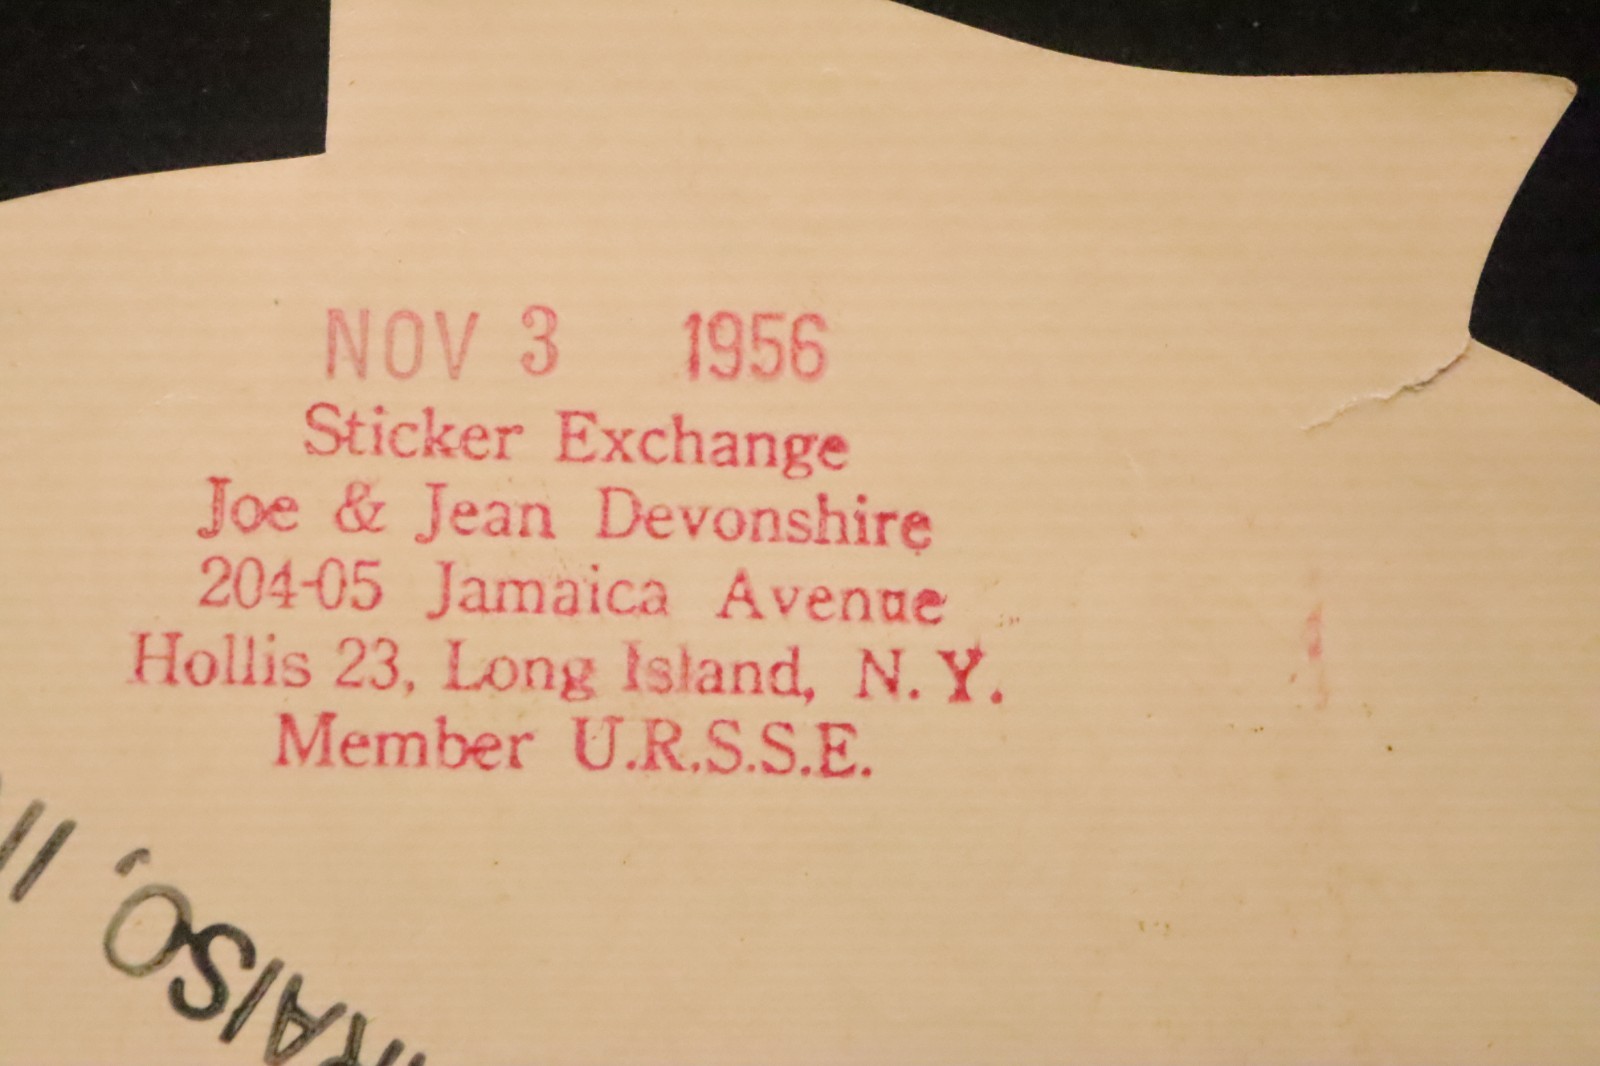 NOV 3 1956
Sticker Exchange
Joe & Jean Devonshire
204-05 Jamaica Avenue
Hollis 23, Long Island, N. Y.
Member U.R.S.S.E.